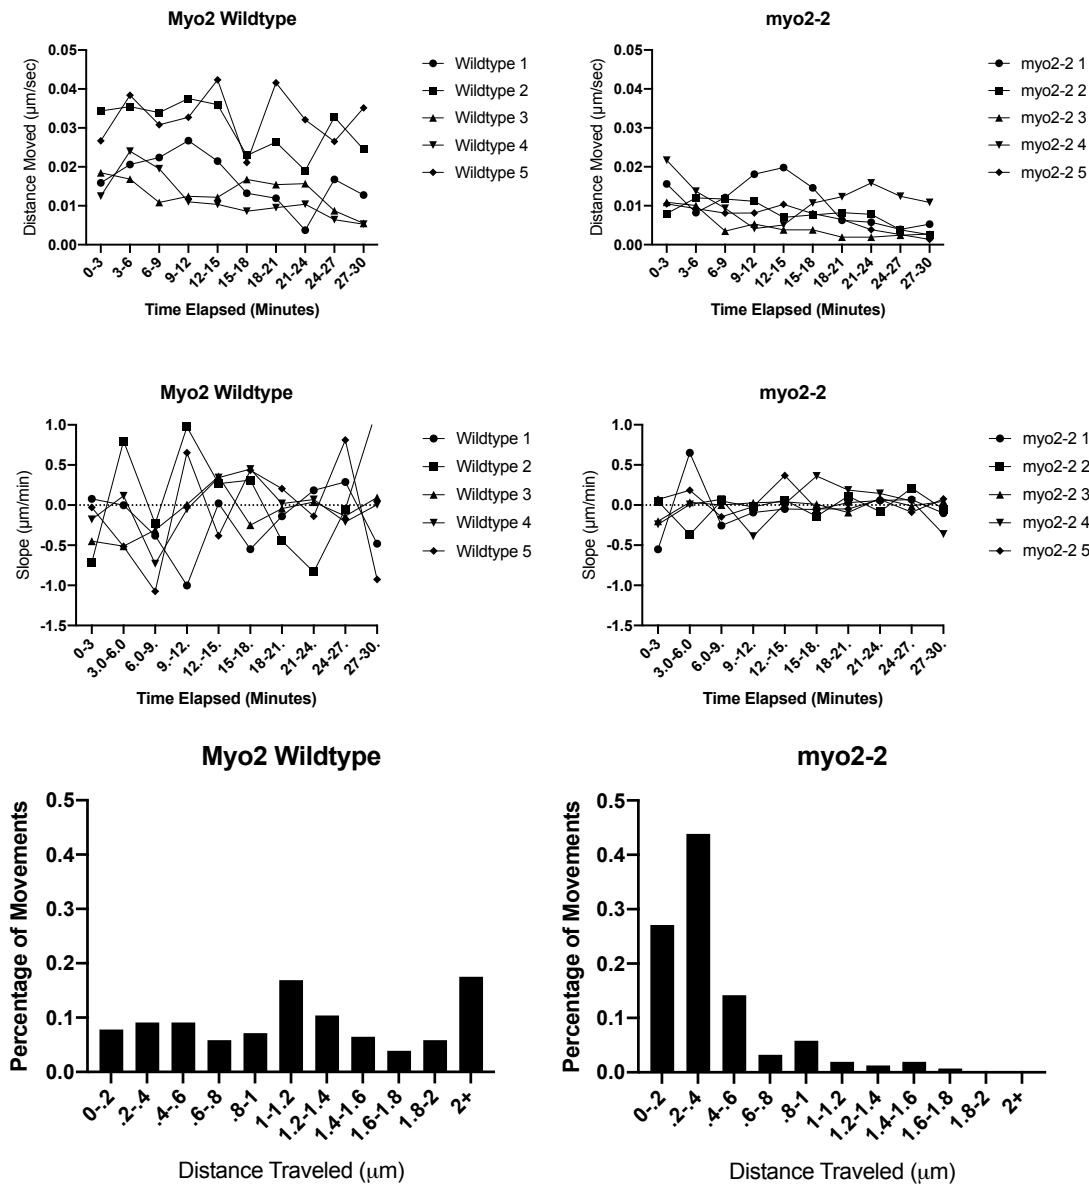 Myo2 Wildtype
Distance Moved (µm/sec)
0.05
0.04
0.03
0.02
0.01
0.00
0-3
3-6
6-9
9-12
12-15
15-18
18-21
21-24
24-27
27-30
Time Elapsed (Minutes)
Wildtype 1
Wildtype 2
Wildtype 3
Wildtype 4
Wildtype 5
myo2-2
Distance Moved (µm/sec)
0.05
0.04
0.03
0.02
0.01
0.00
0-3
3-6
6-9
9-12
12-15
15-18
18-21
21-24
24-27
27-30
Time Elapsed (Minutes)
myo2-2 1
myo2-2 2
myo2-2 3
myo2-2 4
myo2-2 5
Myo2 Wildtype
Slope (µm/min)
1.0
0.5
0.0
-0.5
-1.0
-1.5
0-3
3.0-6.0
6.0-9.
9.-12.
12.-15.
15-18.
18-21.
21-24.
24-27.
27-30.
Time Elapsed (Minutes)
Wildtype 1
Wildtype 2
Wildtype 3
Wildtype 4
Wildtype 5
myo2-2
Slope (µm/min)
1.0
0.5
0.0
-0.5
-1.0
-1.5
0-3
3.0-6.0
6.0-9.
9.-12.
12.-15.
15-18.
18-21.
21-24.
24-27.
27-30.
Time Elapsed (Minutes)
myo2-2 1
myo2-2 2
myo2-2 3
myo2-2 4
myo2-2 5
Myo2 Wildtype
Percentage of Movements
0.5
0.4
0.3
0.2
0.1
0.0
0-.2
.2-.4
.4-.6
.6-.8
.8-1
1-1.2
1.2-1.4
1.4-1.6
1.6-1.8
1.8-2
2+
Distance Traveled (µm)
myo2-2
Percentage of Movements
0.5
0.4
0.3
0.2
0.1
0.0
0-.2
.2-.4
.4-.6
.6-.8
.8-1
1-1.2
1.2-1.4
1.4-1.6
1.6-1.8
1.8-2
2+
Distance Traveled (µm)